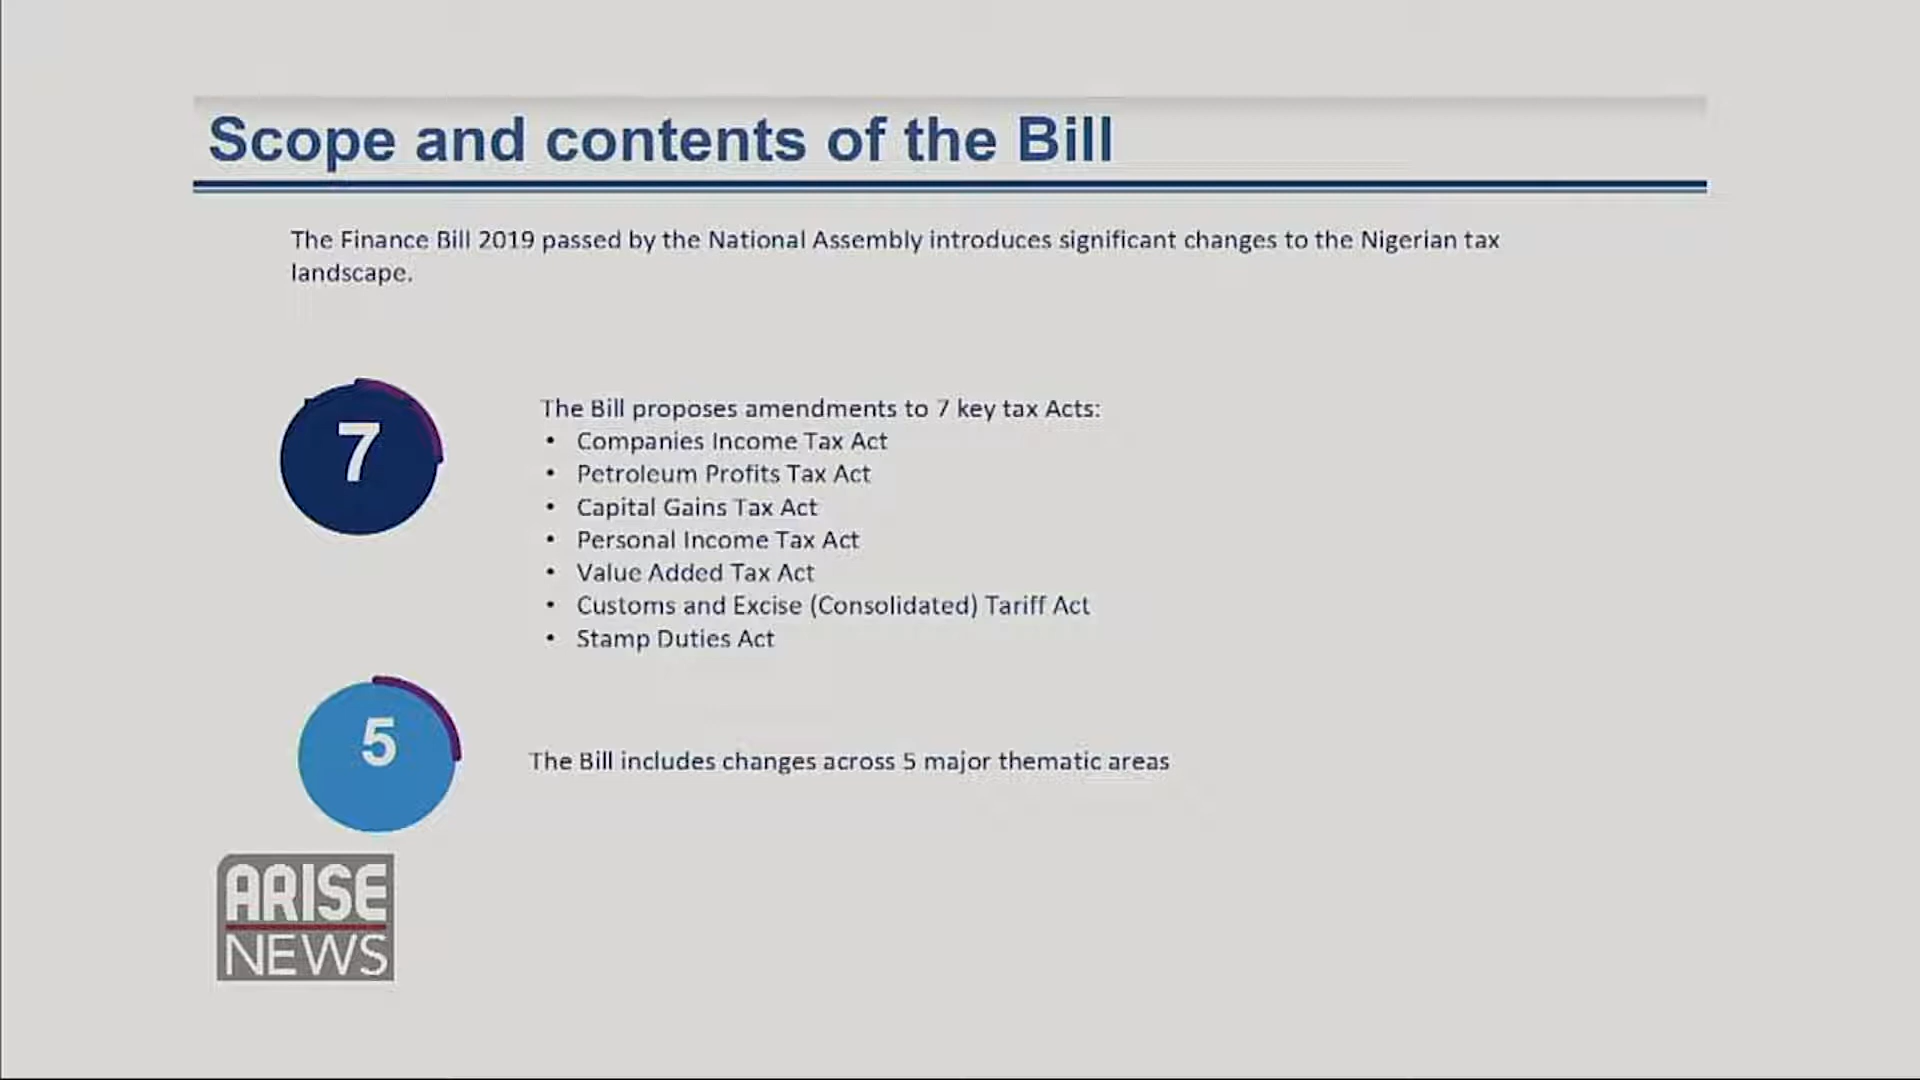 Scope and contents of the Bill
The Finance Bill 2019 passed by the National Assembly introduces significant changes to the Nigerian tax
landscape.
7
The Bill proposes amendments to 7 key tax Acts:
• Companies Income Tax Act
• Petroleum Profits Tax Act
• Capital Gains Tax Act
• Personal Income Tax Act
• Value Added Tax Act
• Customs and Excise (Consolidated) Tariff Act
• Stamp Duties Act
5
The Bill includes changes across 5 major thematic areas
ARISE
NEWS